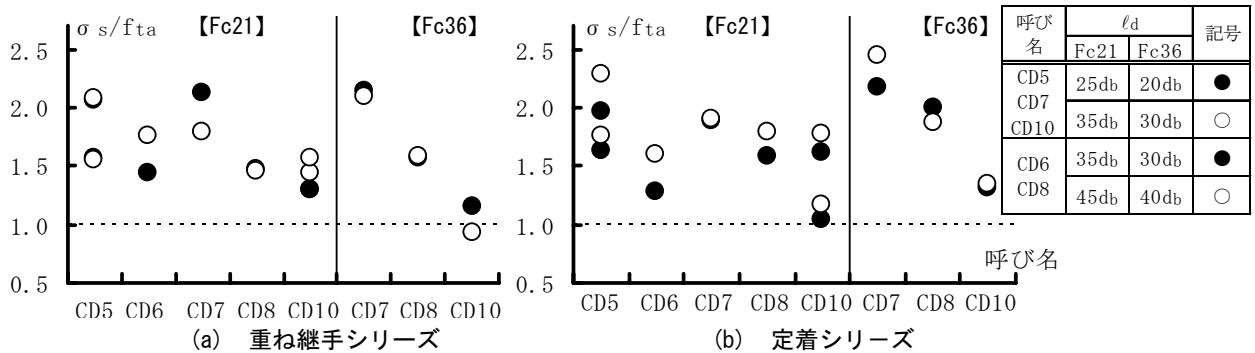 σs/fta 【Fc21】 【Fc36】
2.5
2.0
1.5
1.0
0.5
CD5 CD6 CD7 CD8 CD10 CD7 CD8 CD10
(a) 重ね継手シリーズ
σs/fta 【Fc21】 【Fc36】
2.5
2.0
1.5
1.0
0.5
呼び名
CD5 CD6 CD7 CD8 CD10 CD7 CD8 CD10
(b) 定着シリーズ
呼び名 ℓd 記号
Fc21 Fc36
CD5 CD7 CD10 25db 20db ●
35db 30db ○
CD6 CD8 35db 30db ●
45db 40db ○